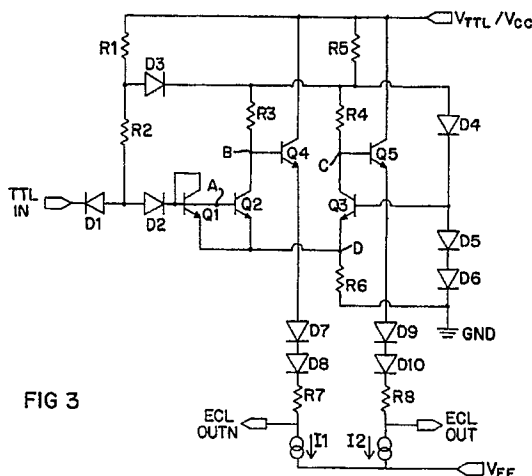 VTTL/VCC
R1
R5
D3
R3
R4
D4
R2
B
Q4
C
Q5
TTL
IN
A
D1
D2
Q1
Q2
Q3
D
D5
R6
D6
GND
D7
D9
D8
D10
FIG 3
R7
R8
ECL
OUTN
I1
I2
ECL
OUT
VEE